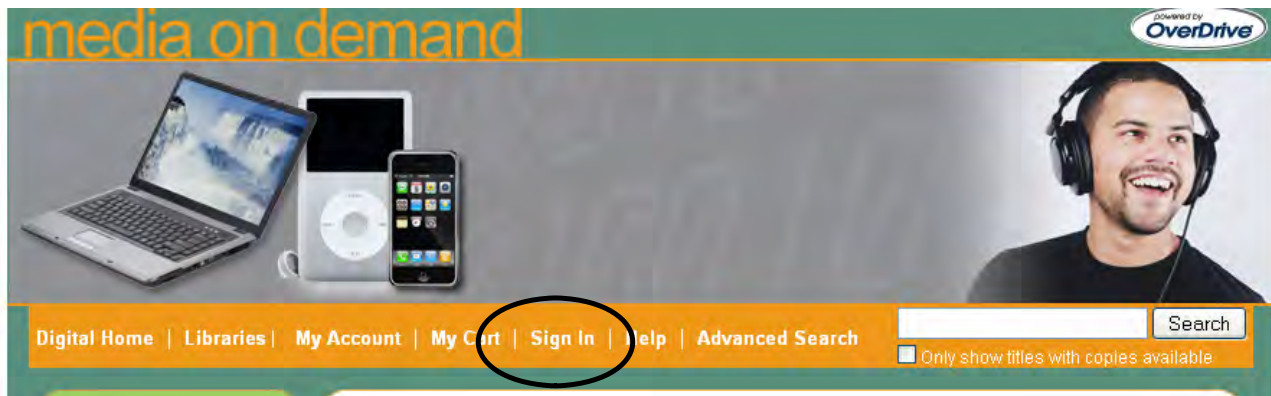 media on demand
powered by
OverDrive
Digital Home | Libraries | My Account | My Cart | Sign In | Help | Advanced Search
Search
Only show titles with copies available